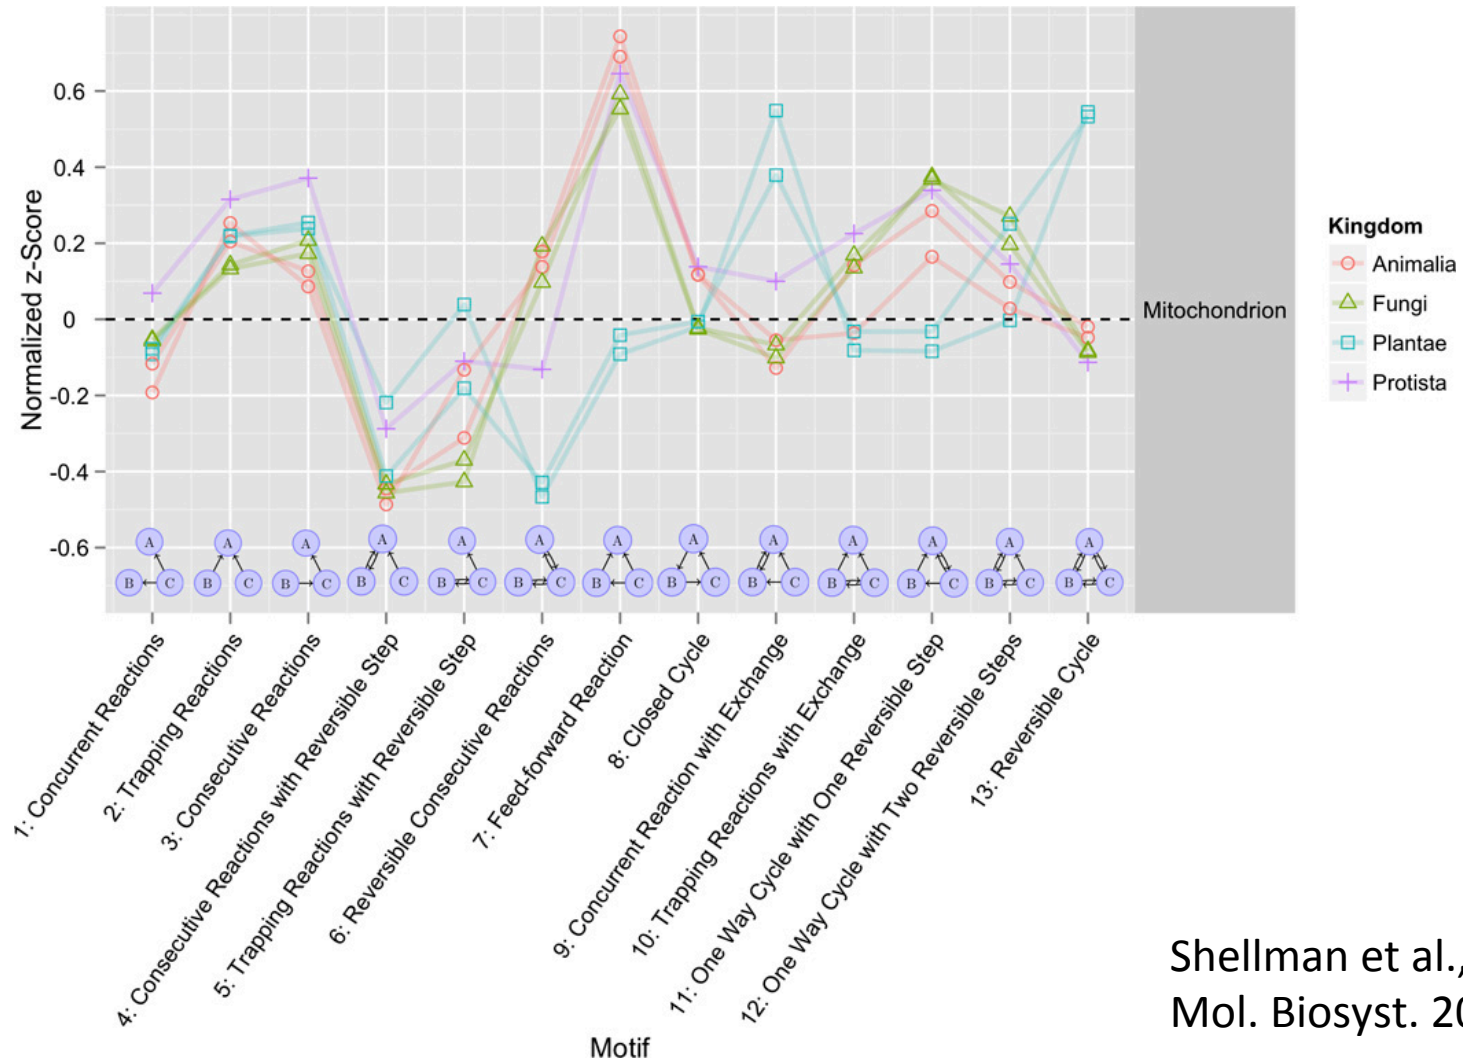 Normalized z-Score
0.6
0.4
0.2
0
-0.2
-0.4
-0.6
Mitochondrion
Kingdom
Animalia
Fungi
Plantae
Protista
A B C
A B C
A B C
A B C
A B C
A B C
A B C
A B C
A B C
A B C
A B C
A B C
A B C
1: Concurrent Reactions
2: Trapping Reactions
3: Consecutive Reactions
4: Consecutive Reactions with Reversible Step
5: Trapping Reactions with Reversible Step
6: Reversible Consecutive Reactions
7: Feed-forward Reaction
8: Closed Cycle
9: Concurrent Reaction with Exchange
10: Trapping Reactions with Exchange
11: One Way Cycle with One Reversible Step
12: One Way Cycle with Two Reversible Steps
13: Reversible Cycle
Motif
Shellman et al.,
Mol. Biosyst.